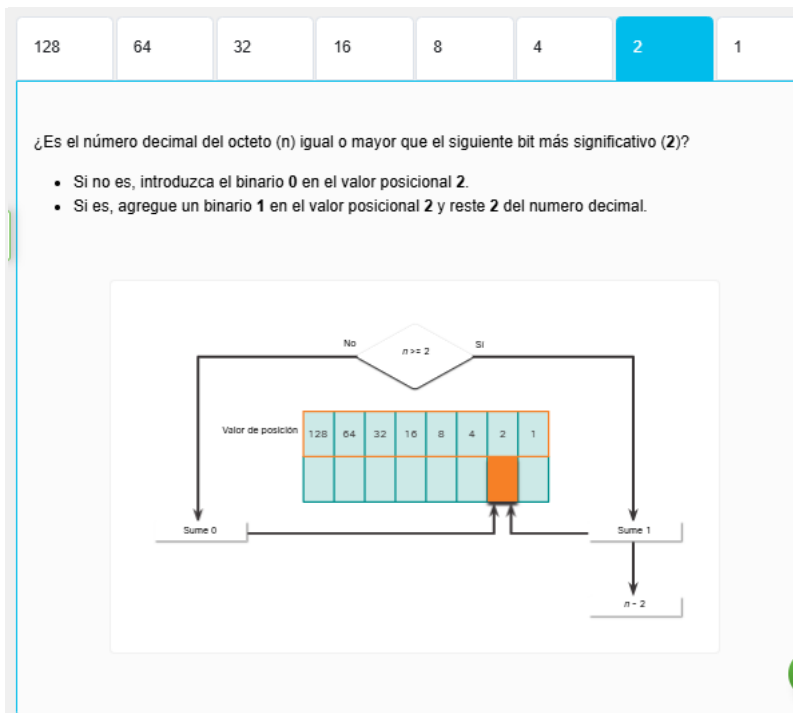 128 64 32 16 8 4 2 1
¿Es el número decimal del octeto (n) igual o mayor que el siguiente bit más significativo (2)?
• Si no es, introduzca el binario 0 en el valor posicional 2.
• Si es, agregue un binario 1 en el valor posicional 2 y reste 2 del numero decimal.
No n >= 2 SI
Valor de posición 128 64 32 16 8 4 2 1
Sume 0 Sume 1
n - 2